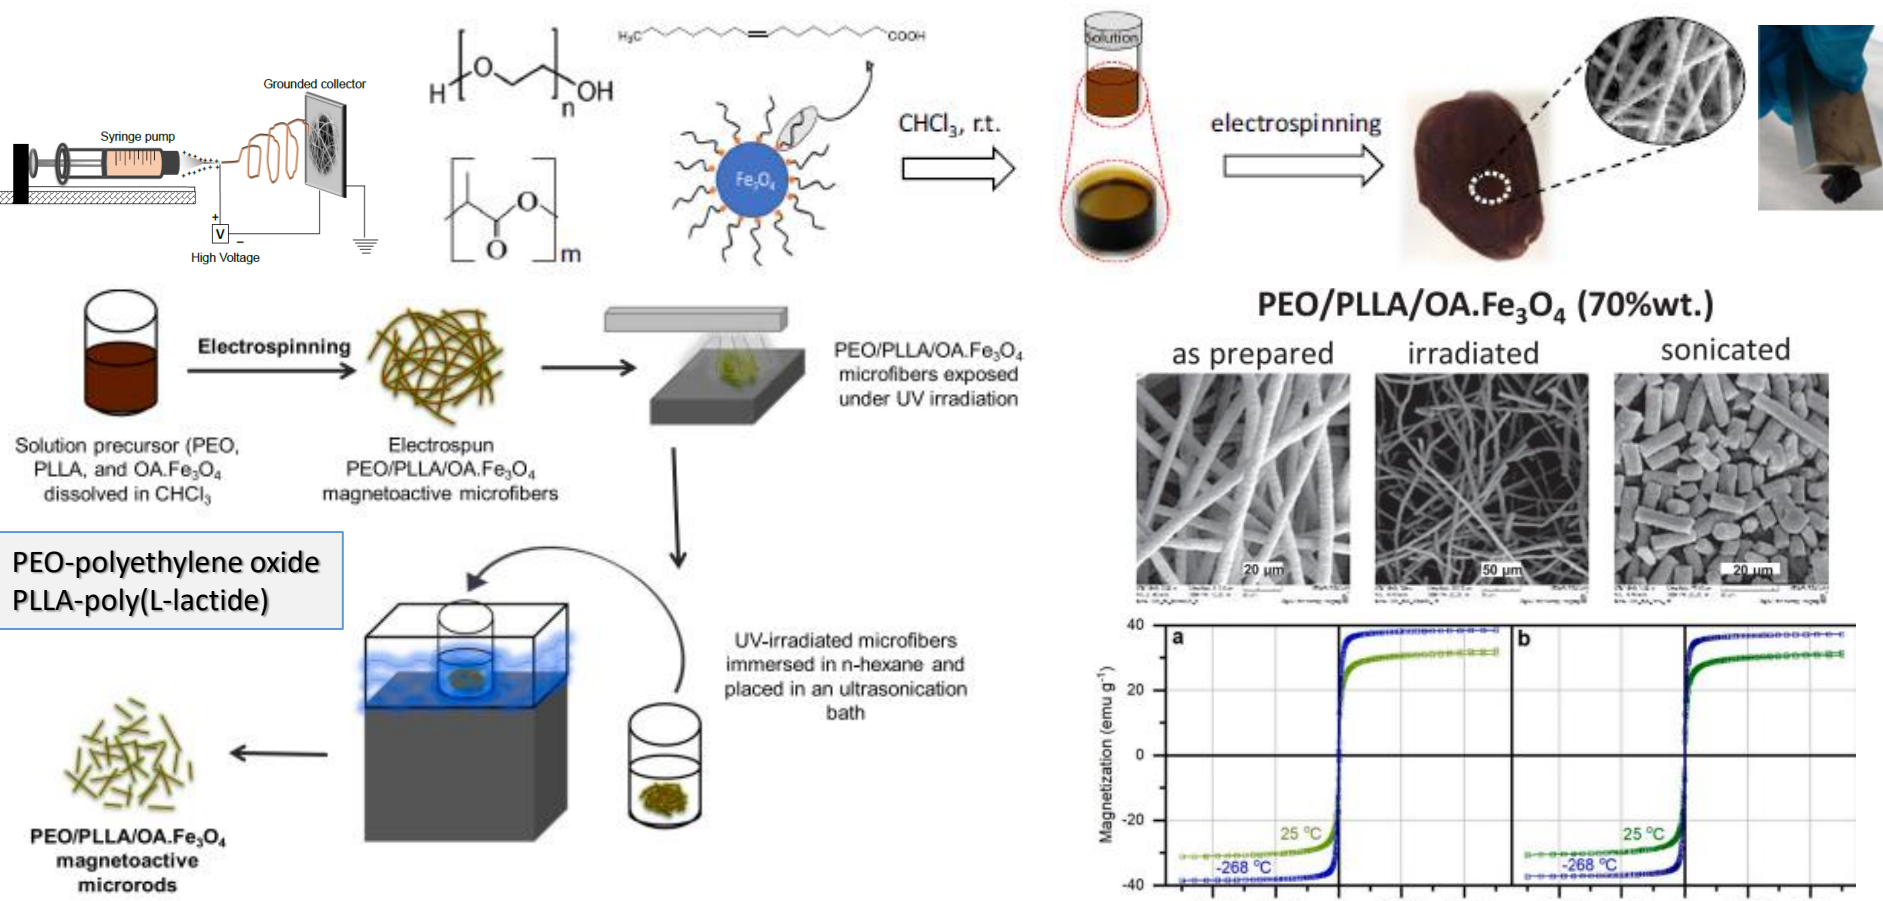 Grounded collector
Syringe pump
+
V
–
High Voltage
H
O
OH
n
O
O
m
H₃C
COOH
Fe₃O₄
CHCl₃, r.t.
Solution
electrospinning
Electrospinning
Solution precursor (PEO,
PLLA, and OA.Fe₃O₄
dissolved in CHCl₃
Electrospun
PEO/PLLA/OA.Fe₃O₄
magnetoactive microfibers
PEO/PLLA/OA.Fe₃O₄
microfibers exposed
under UV irradiation
PEO-polyethylene oxide
PLLA-poly(L-lactide)
UV-irradiated microfibers
immersed in n-hexane and
placed in an ultrasonication
bath
PEO/PLLA/OA.Fe₃O₄
magnetoactive
microrods
PEO/PLLA/OA.Fe₃O₄ (70%wt.)
as prepared
irradiated
sonicated
20 µm
50 µm
20 µm
Magnetization (emu g⁻¹)
40
20
0
-20
-40
a
25 °C
-268 °C
b
25 °C
-268 °C